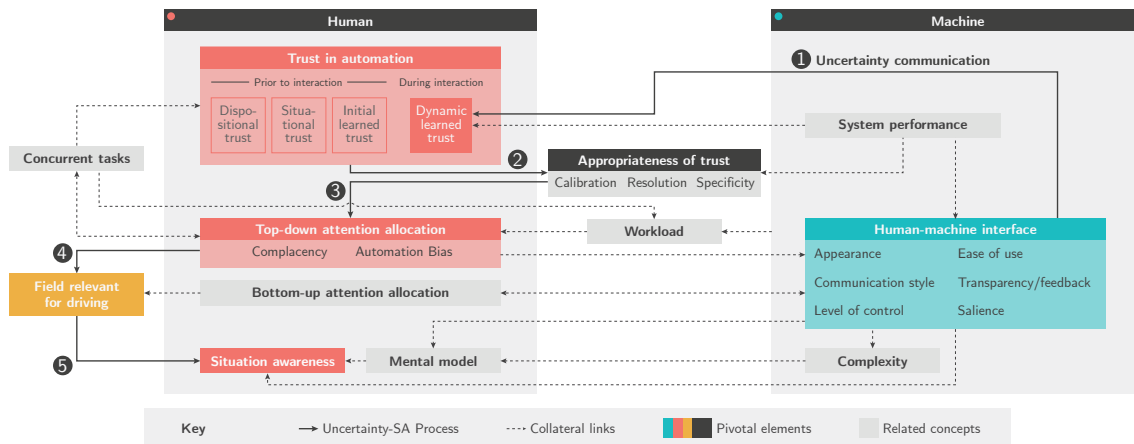 Human
Machine
Trust in automation
Prior to interaction
During interaction
Dispo-
sitional
trust
Situa-
tional
trust
Initial
learned
trust
Dynamic
learned
trust
1 Uncertainty communication
System performance
Concurrent tasks
2
Appropriateness of trust
Calibration Resolution Specificity
3
Top-down attention allocation
Complacency Automation Bias
Workload
Human-machine interface
Appearance Ease of use
Communication style Transparency/feedback
Level of control Salience
4
Field relevant
for driving
Bottom-up attention allocation
5
Situation awareness
Mental model
Complexity
Key
Uncertainty-SA Process
Collateral links
Pivotal elements
Related concepts